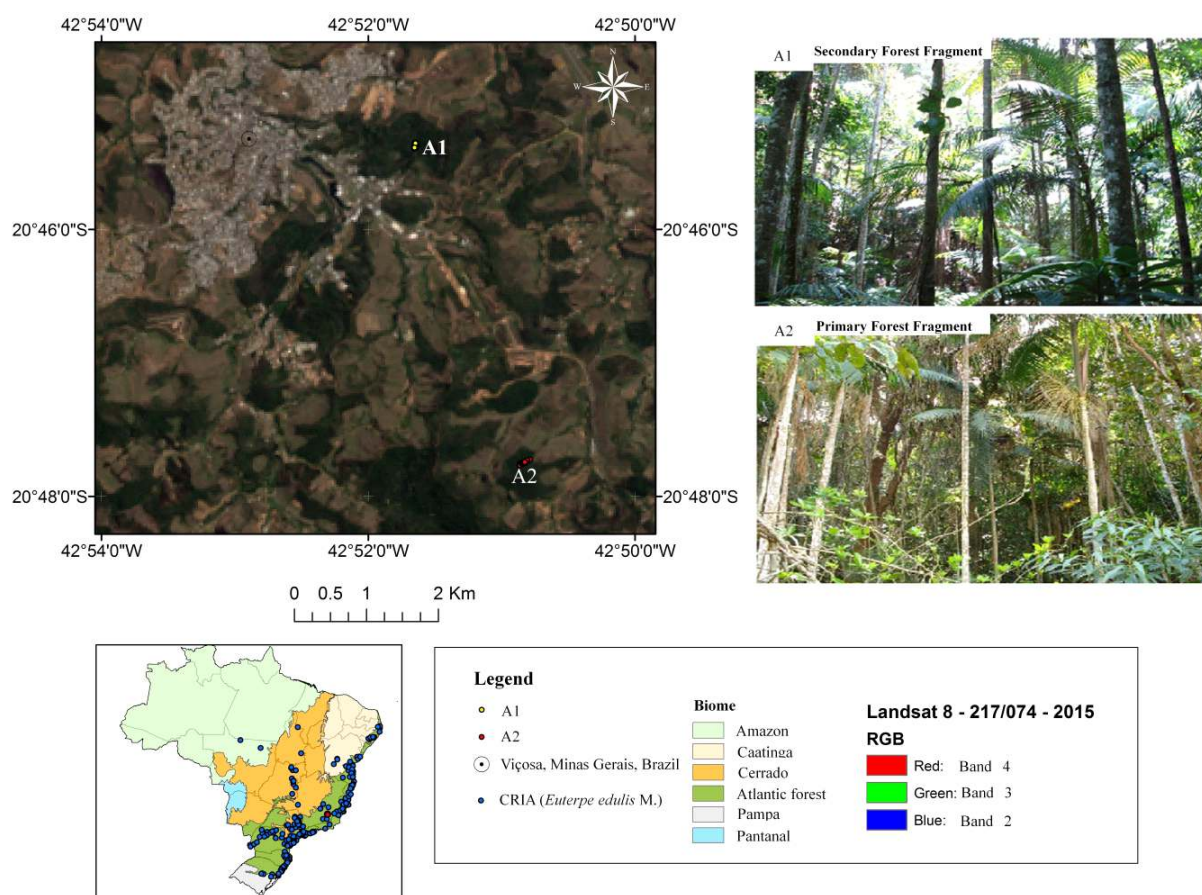 42°54'0"W 42°52'0"W 42°50'0"W
N
W E
S
A1
20°46'0"S 20°46'0"S
A2
20°48'0"S 20°48'0"S
42°54'0"W 42°52'0"W 42°50'0"W
0 0.5 1 2 Km
A1 Secondary Forest Fragment
A2 Primary Forest Fragment
Legend
A1
A2
Viçosa, Minas Gerais, Brazil
CRIA (Euterpe edulis M.)
Biome
Amazon
Caatinga
Cerrado
Atlantic forest
Pampa
Pantanal
Landsat 8 - 217/074 - 2015
RGB
Red: Band 4
Green: Band 3
Blue: Band 2